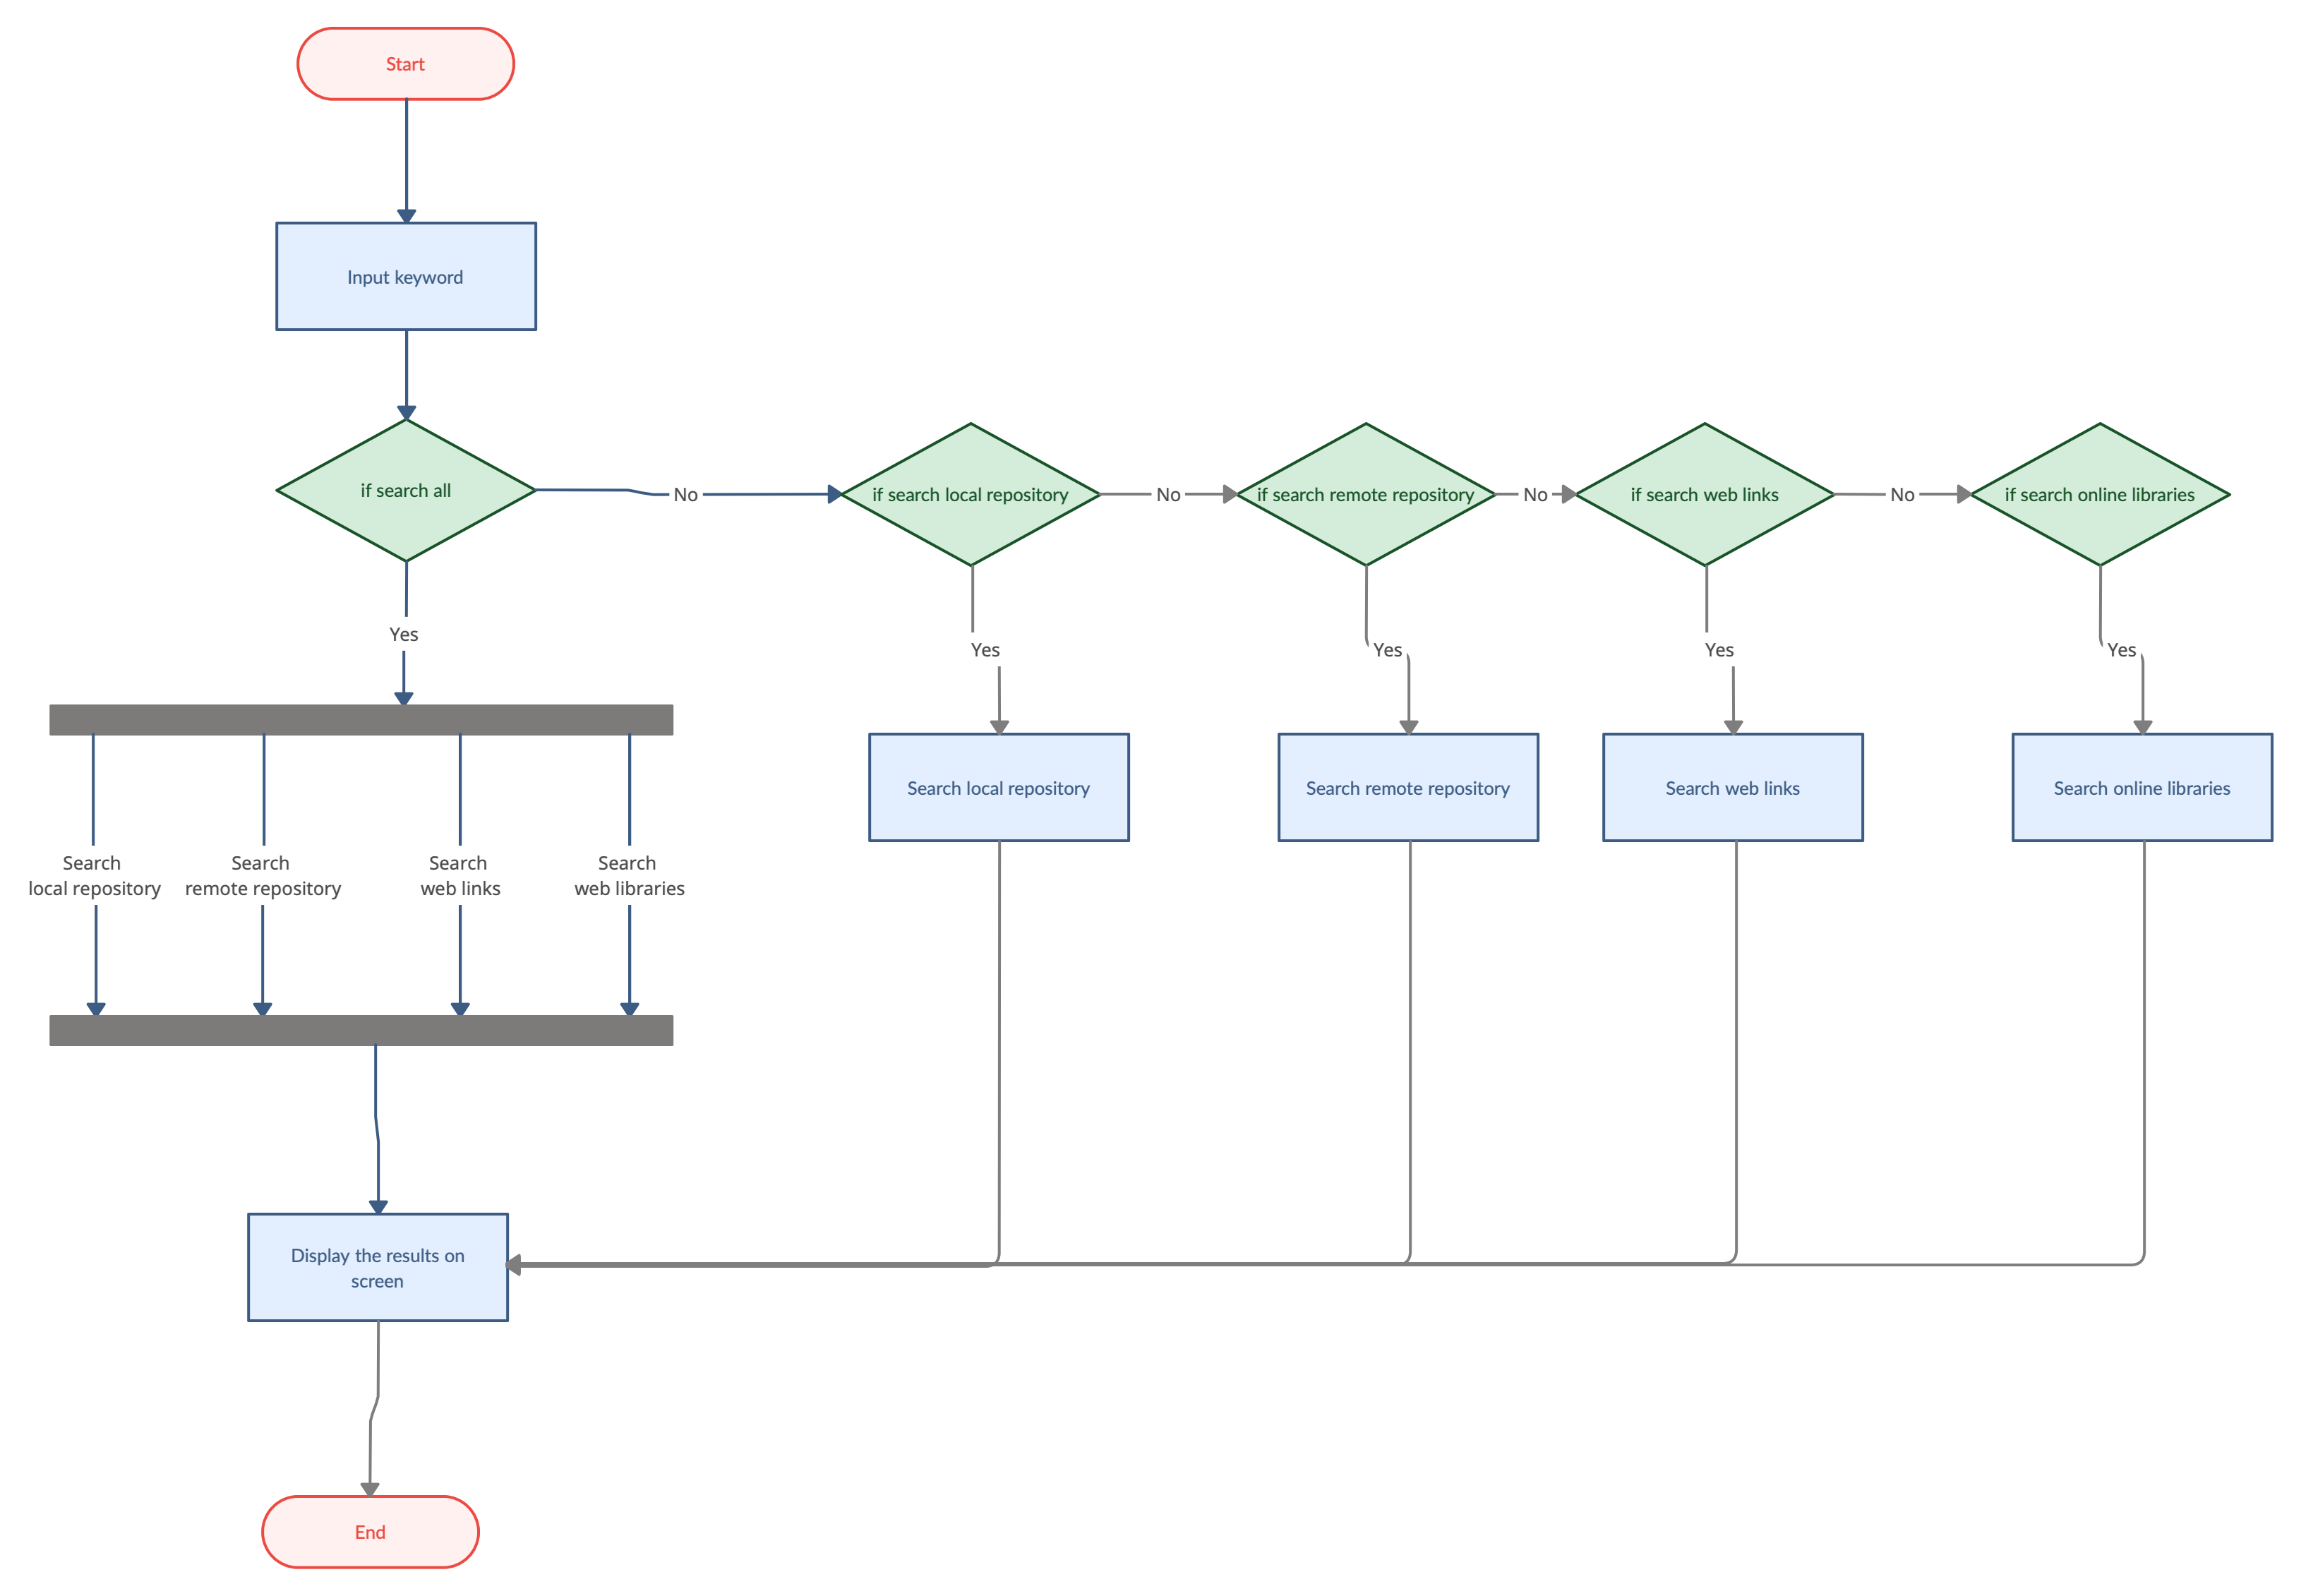 Start
Input keyword
if search all
No
if search local repository
No
if search remote repository
No
if search web links
No
if search online libraries
Yes
Yes
Yes
Yes
Yes
Search local repository
Search remote repository
Search web links
Search online libraries
Search
local repository
Search
remote repository
Search
web links
Search
web libraries
Display the results on
screen
End